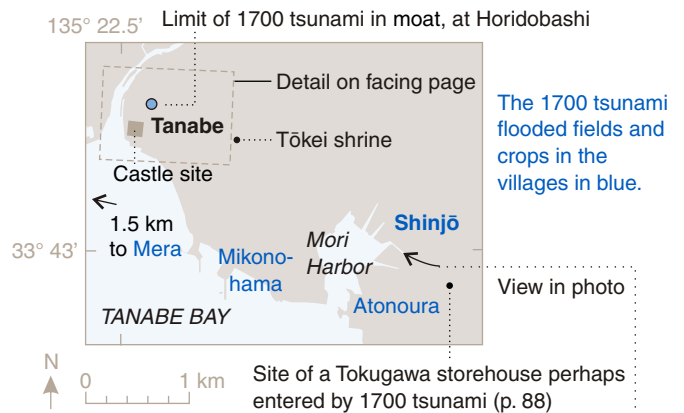 Limit of 1700 tsunami in moat, at Horidobashi
135° 22.5’
Detail on facing page
Tanabe
Tōkei shrine
The 1700 tsunami
flooded fields and
crops in the
villages in blue.
Castle site
1.5 km
to Mera
33° 43’
Shinjō
Mori
Harbor
Mikono-
hama
View in photo
Atonoura
TANABE BAY
N
0 1 km
Site of a Tokugawa storehouse perhaps
entered by 1700 tsunami (p. 88)